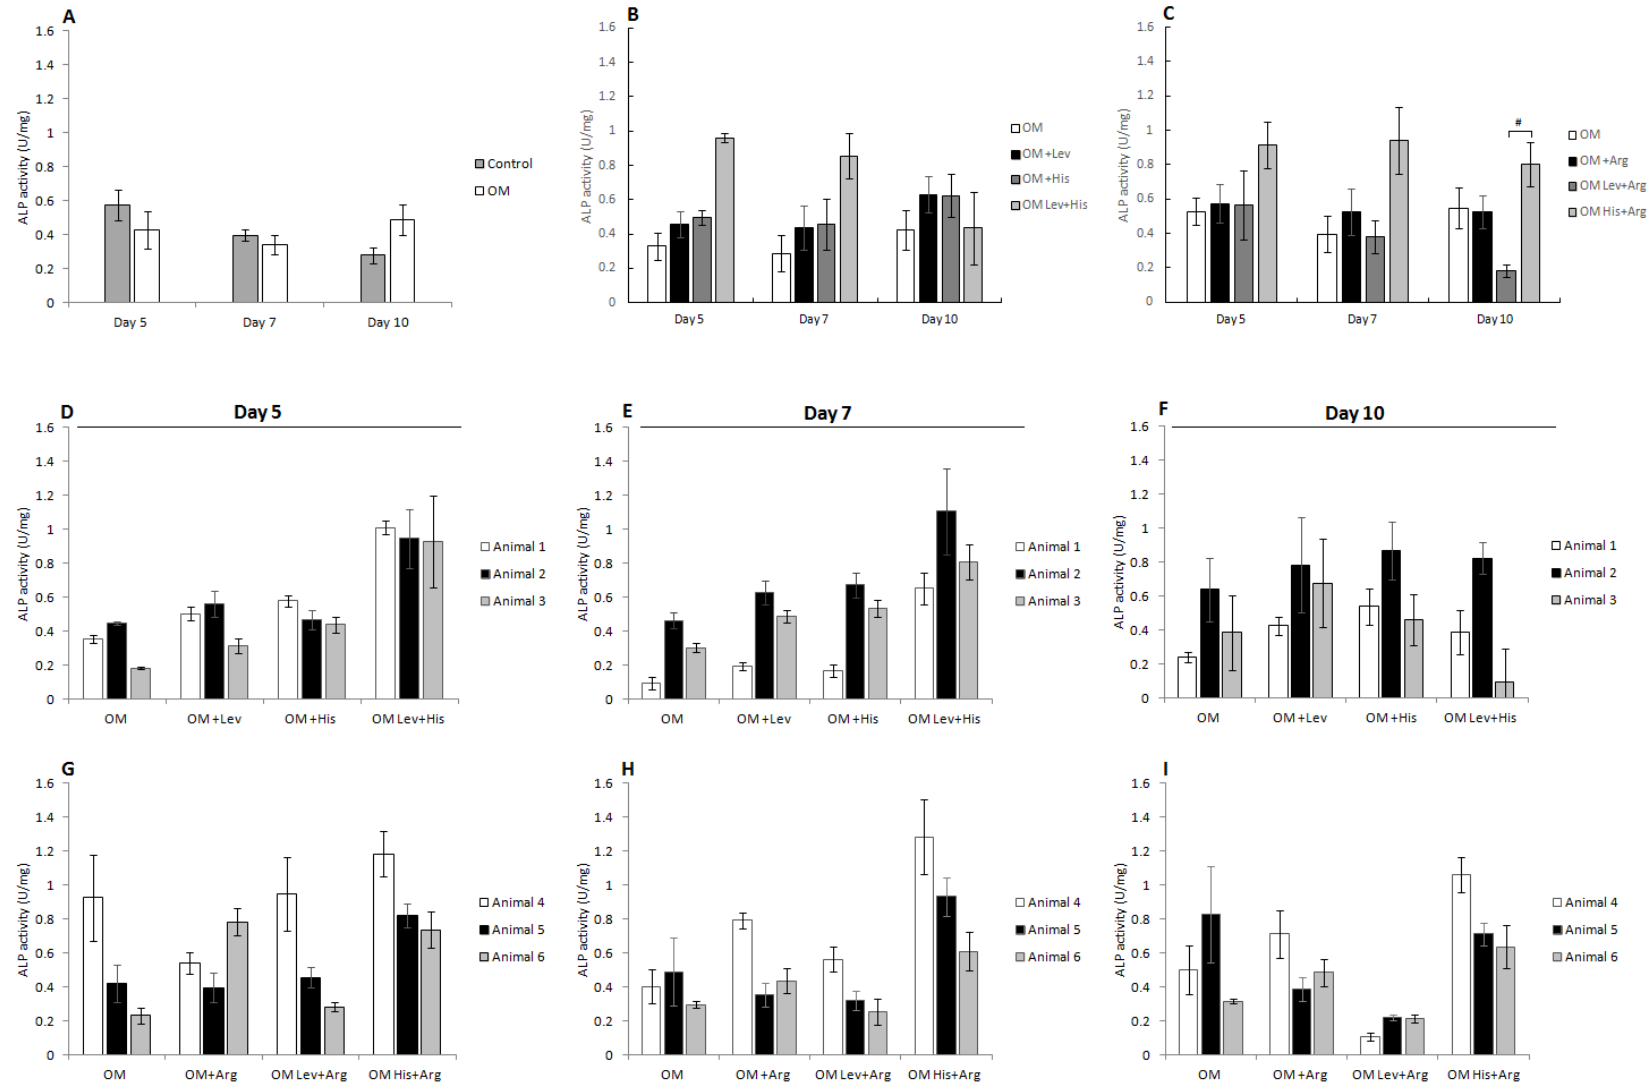 A
ALP activity (U/mg)
1.6
1.4
1.2
1
0.8
0.6
0.4
0.2
0
Day 5 Day 7 Day 10
Control
OM
B
ALP activity (U/mg)
1.6
1.4
1.2
1
0.8
0.6
0.4
0.2
0
Day 5 Day 7 Day 10
OM
OM +Lev
OM +His
OM Lev+His
C
ALP activity (U/mg)
1.6
1.4
1.2
1
0.8
0.6
0.4
0.2
0
#
Day 5 Day 7 Day 10
OM
OM +Arg
OM Lev+Arg
OM His+Arg
D
Day 5
ALP activity (U/mg)
1.6
1.4
1.2
1
0.8
0.6
0.4
0.2
0
OM OM +Lev OM +His OM Lev+His
Animal 1
Animal 2
Animal 3
E
Day 7
ALP activity (U/mg)
1.6
1.4
1.2
1
0.8
0.6
0.4
0.2
0
OM OM +Lev OM +His OM Lev+His
Animal 1
Animal 2
Animal 3
F
Day 10
ALP activity (U/mg)
1.6
1.4
1.2
1
0.8
0.6
0.4
0.2
0
OM OM +Lev OM +His OM Lev+His
Animal 1
Animal 2
Animal 3
G
ALP activity (U/mg)
1.6
1.4
1.2
1
0.8
0.6
0.4
0.2
0
OM OM+Arg OM Lev+Arg OM His+Arg
Animal 4
Animal 5
Animal 6
H
ALP activity (U/mg)
1.6
1.4
1.2
1
0.8
0.6
0.4
0.2
0
OM OM +Arg OM Lev+Arg OM His+Arg
Animal 4
Animal 5
Animal 6
I
ALP activity (U/mg)
1.6
1.4
1.2
1
0.8
0.6
0.4
0.2
0
OM OM +Arg OM Lev+Arg OM His+Arg
Animal 4
Animal 5
Animal 6